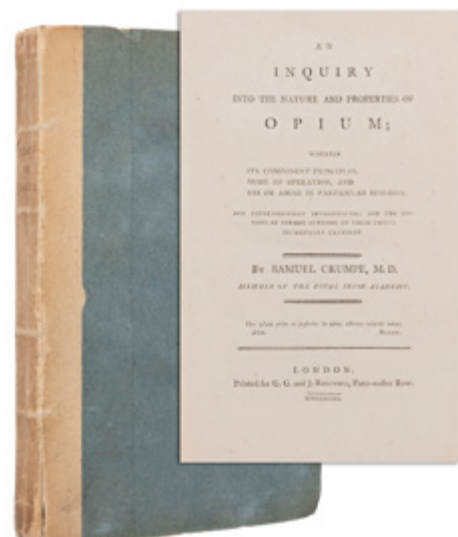 AN
INQUIRY
INTO THE NATURE AND PROPERTIES OF
OPIUM;
WHEREIN
ITS COMPONENT PRINCIPLES,
MODE OF OPERATION, AND
USE OR ABUSE IN PARTICULAR DISEASES,
By SAMUEL CRUMPE, M.D.
MEMBER OF THE ROYAL IRISH ACADEMY.
LONDON:
Printed for G. G. and J. ROBINSON, Pater-noster Row.